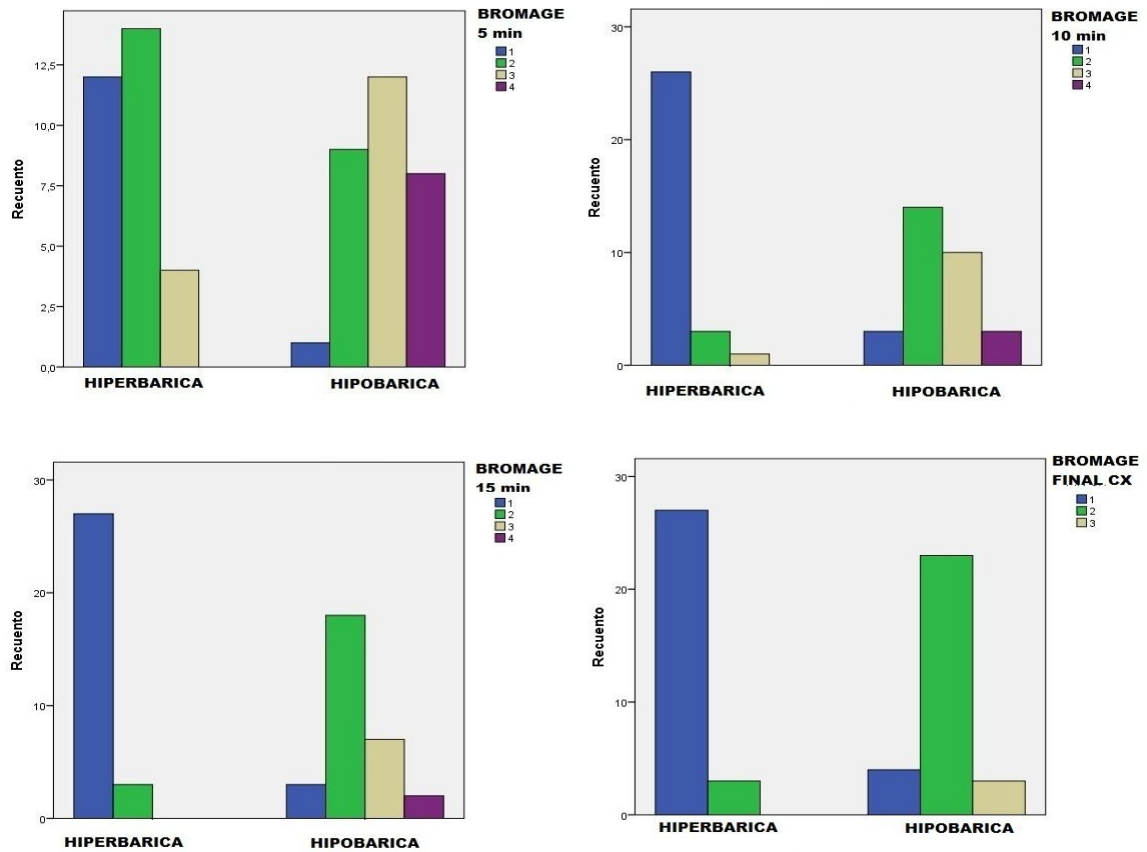 BROMAGE
5 min
1
2
3
4
12,5
10,0
7,5
5,0
2,5
0,0
Recuento
HIPERBARICA
HIPOBARICA
BROMAGE
10 min
1
2
3
4
30
20
10
0
Recuento
HIPERBARICA
HIPOBARICA
BROMAGE
15 min
1
2
3
4
30
20
10
0
Recuento
HIPERBARICA
HIPOBARICA
BROMAGE
FINAL CX
1
2
3
30
20
10
0
Recuento
HIPERBARICA
HIPOBARICA